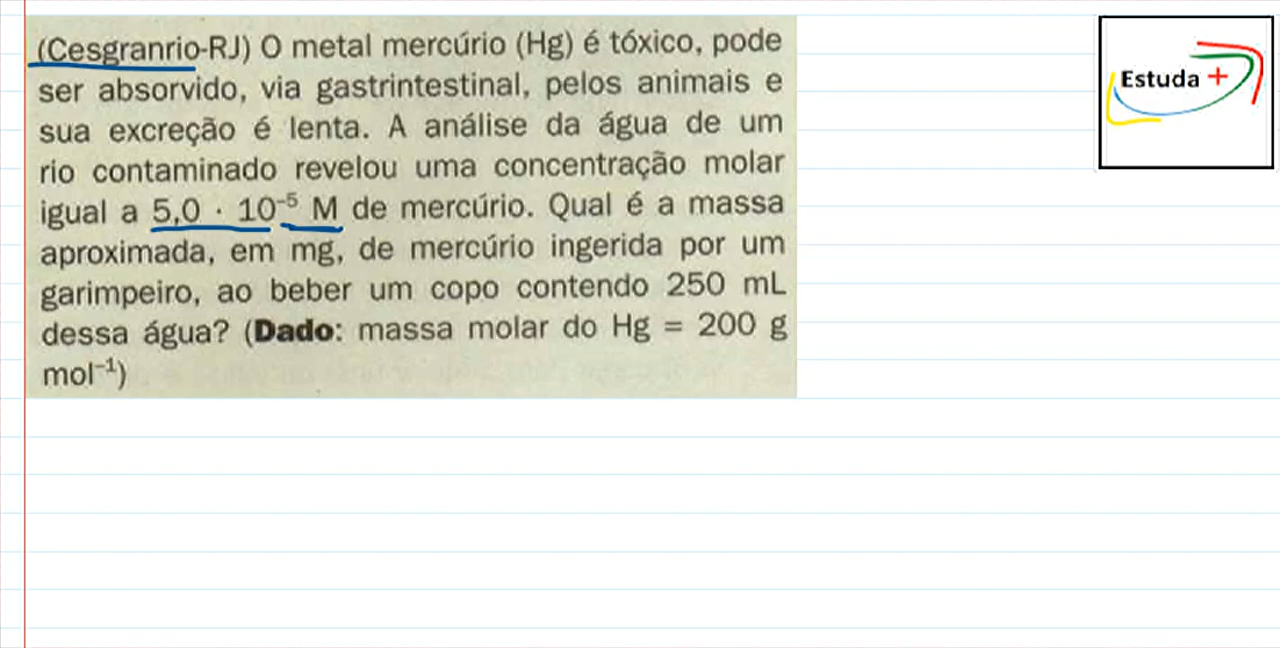 (Cesgranrio-RJ) O metal mercúrio (Hg) é tóxico, pode
ser absorvido, via gastrintestinal, pelos animais e
sua excreção é lenta. A análise da água de um
rio contaminado revelou uma concentração molar
igual a 5,0 · 10⁻⁵ M de mercúrio. Qual é a massa
aproximada, em mg, de mercúrio ingerida por um
garimpeiro, ao beber um copo contendo 250 mL
dessa água? (Dado: massa molar do Hg = 200 g
mol⁻¹)
Estuda +